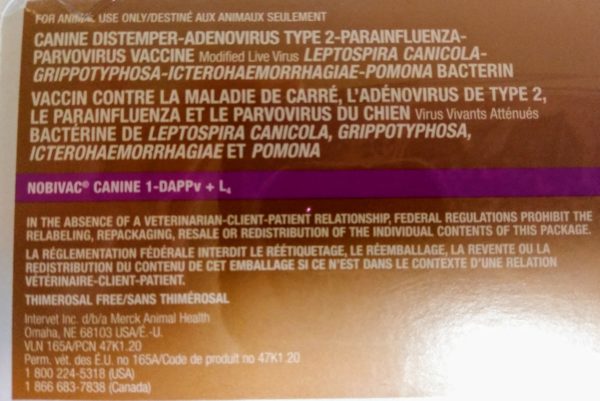 FOR ANIMAL USE ONLY/DESTINÉ AUX ANIMAUX SEULEMENT
CANINE DISTEMPER-ADENOVIRUS TYPE 2-PARAINFLUENZA-
PARVOVIRUS VACCINE Modified Live Virus LEPTOSPIRA CANICOLA-
GRIPPOTYPHOSA-ICTEROHAEMORRHAGIAE-POMONA BACTERIN
VACCIN CONTRE LA MALADIE DE CARRÉ, L'ADÉNOVIRUS DE TYPE 2,
LE PARAINFLUENZA ET LE PARVOVIRUS DU CHIEN Virus Vivants Atténués
BACTÉRINE DE LEPTOSPIRA CANICOLA, GRIPPOTYPHOSA,
ICTEROHAEMORRHAGIAE ET POMONA
NOBIVAC® CANINE 1-DAPPv + L₄
IN THE ABSENCE OF A VETERINARIAN-CLIENT-PATIENT RELATIONSHIP, FEDERAL REGULATIONS PROHIBIT THE
RELABELING, REPACKAGING, RESALE OR REDISTRIBUTION OF THE INDIVIDUAL CONTENTS OF THIS PACKAGE.
LA RÉGLEMENTATION FÉDÉRALE INTERDIT LE RÉÉTIQUETAGE, LE RÉEMBALLAGE, LA REVENTE OU LA
REDISTRIBUTION DU CONTENU DE CET EMBALLAGE SI CE N'EST DANS LE CONTEXTE D'UNE RELATION
VÉTÉRINAIRE-CLIENT-PATIENT.
THIMEROSAL FREE/SANS THIMÉROSAL
Intervet Inc. d/b/a Merck Animal Health
Omaha, NE 68103 USA/É.-U.
VLN 165A/PCN 47K1.20
Perm. vét. des É.U. no 165A/Code de produit no 47K1.20
1 800 224-5318 (USA)
1 866 683-7838 (Canada)